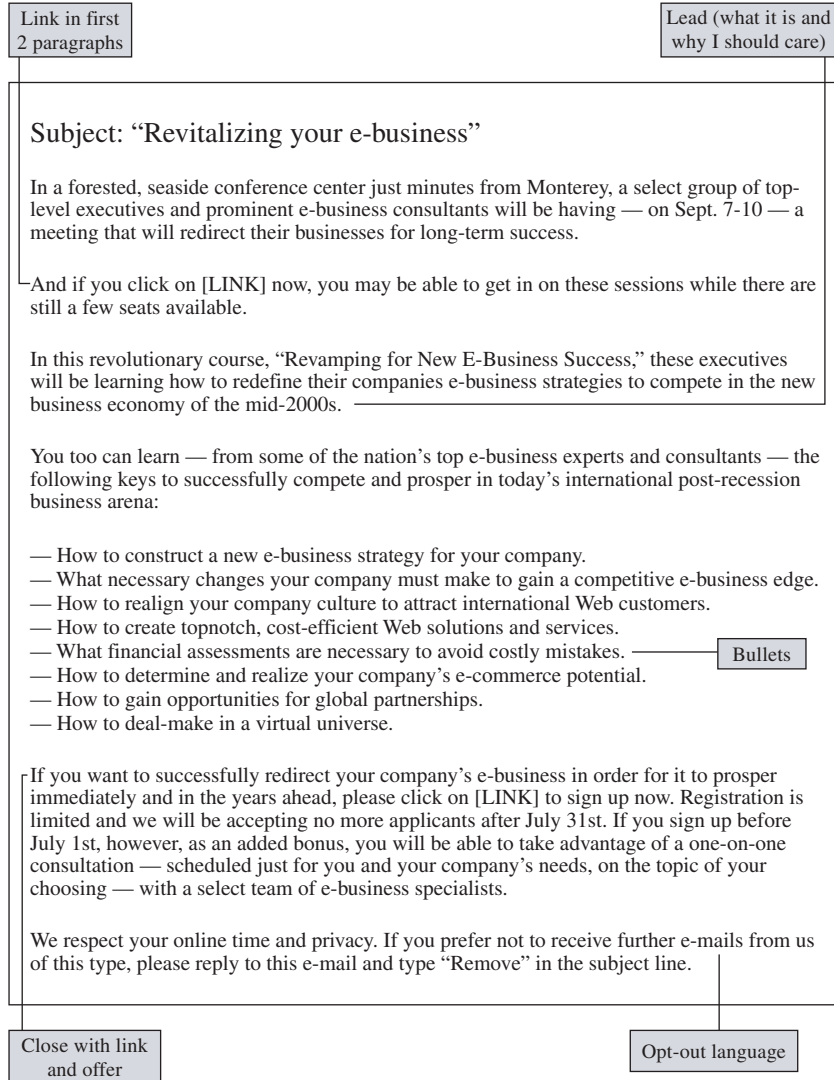 Link in first
2 paragraphs
Lead (what it is and
why I should care)
Subject: “Revitalizing your e-business”
In a forested, seaside conference center just minutes from Monterey, a select group of top-
level executives and prominent e-business consultants will be having — on Sept. 7-10 — a
meeting that will redirect their businesses for long-term success.
And if you click on [LINK] now, you may be able to get in on these sessions while there are
still a few seats available.
In this revolutionary course, “Revamping for New E-Business Success,” these executives
will be learning how to redefine their companies e-business strategies to compete in the new
business economy of the mid-2000s.
You too can learn — from some of the nation’s top e-business experts and consultants — the
following keys to successfully compete and prosper in today’s international post-recession
business arena:
— How to construct a new e-business strategy for your company.
— What necessary changes your company must make to gain a competitive e-business edge.
— How to realign your company culture to attract international Web customers.
— How to create topnotch, cost-efficient Web solutions and services.
— What financial assessments are necessary to avoid costly mistakes.
Bullets
— How to determine and realize your company’s e-commerce potential.
— How to gain opportunities for global partnerships.
— How to deal-make in a virtual universe.
If you want to successfully redirect your company’s e-business in order for it to prosper
immediately and in the years ahead, please click on [LINK] to sign up now. Registration is
limited and we will be accepting no more applicants after July 31st. If you sign up before
July 1st, however, as an added bonus, you will be able to take advantage of a one-on-one
consultation — scheduled just for you and your company’s needs, on the topic of your
choosing — with a select team of e-business specialists.
We respect your online time and privacy. If you prefer not to receive further e-mails from us
of this type, please reply to this e-mail and type “Remove” in the subject line.
Close with link
and offer
Opt-out language